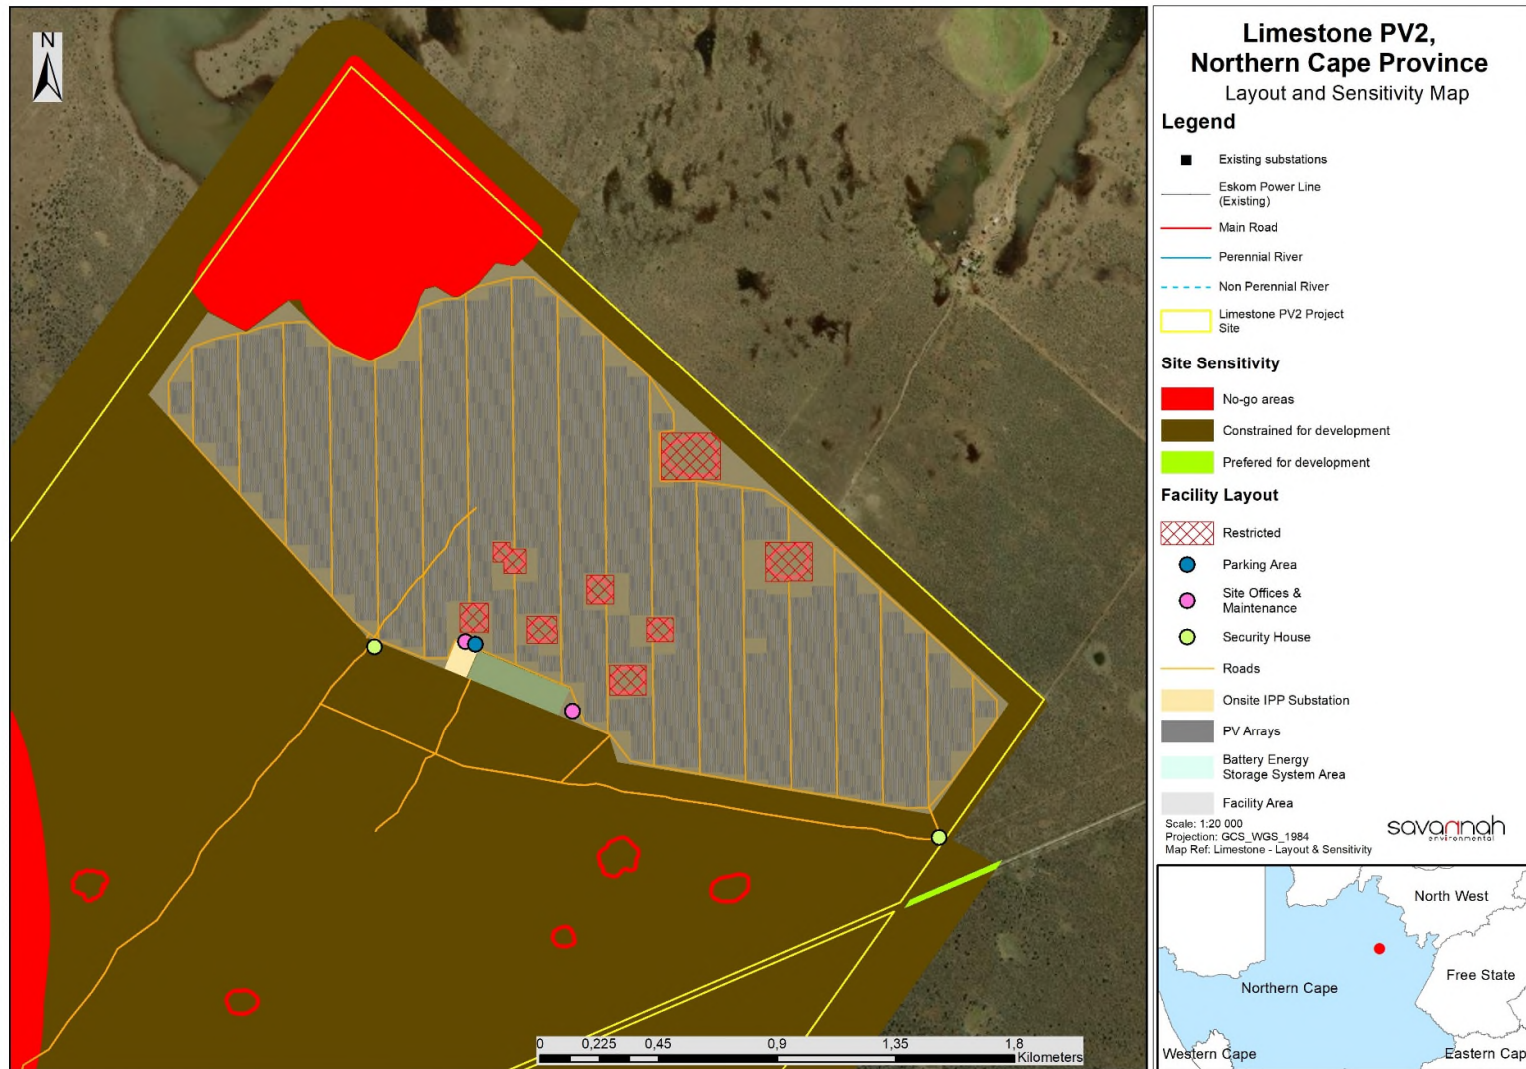 N
Limestone PV2,
Northern Cape Province
Layout and Sensitivity Map
Legend
Existing substations
Eskom Power Line
(Existing)
Main Road
Perennial River
Non Perennial River
Limestone PV2 Project
Site
Site Sensitivity
No-go areas
Constrained for development
Prefered for development
Facility Layout
Restricted
Parking Area
Site Offices &
Maintenance
Security House
Roads
Onsite IPP Substation
PV Arrays
Battery Energy
Storage System Area
Facility Area
Scale: 1:20 000
Projection: GCS_WGS_1984
Map Ref: Limestone - Layout & Sensitivity
savannah
environmental
North West
Free State
Northern Cape
Western Cape
Eastern Cap
0 0,225 0,45 0,9 1,35 1,8
Kilometers